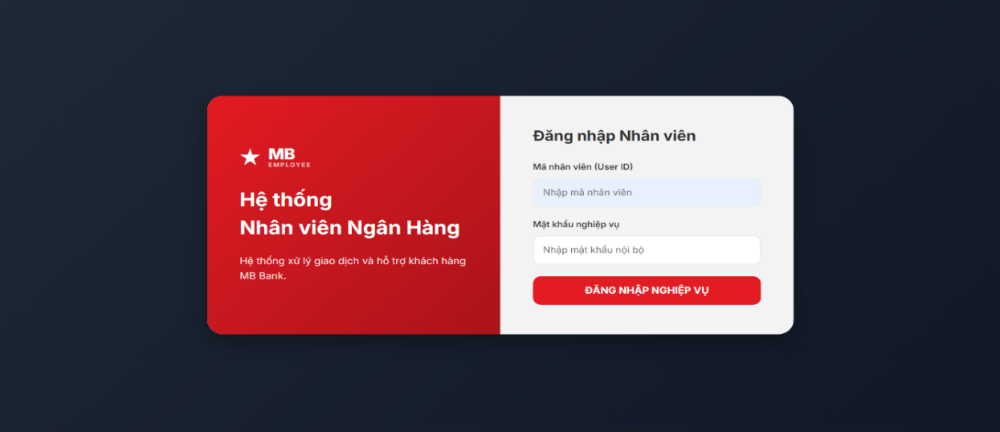 MB
EMPLOYEE
Hệ thống
Nhân viên Ngân Hàng
Hệ thống xử lý giao dịch và hỗ trợ khách hàng
MB Bank.
Đăng nhập Nhân viên
Mã nhân viên (User ID)
Nhập mã nhân viên
Mật khẩu nghiệp vụ
Nhập mật khẩu nội bộ
ĐĂNG NHẬP NGHIỆP VỤ